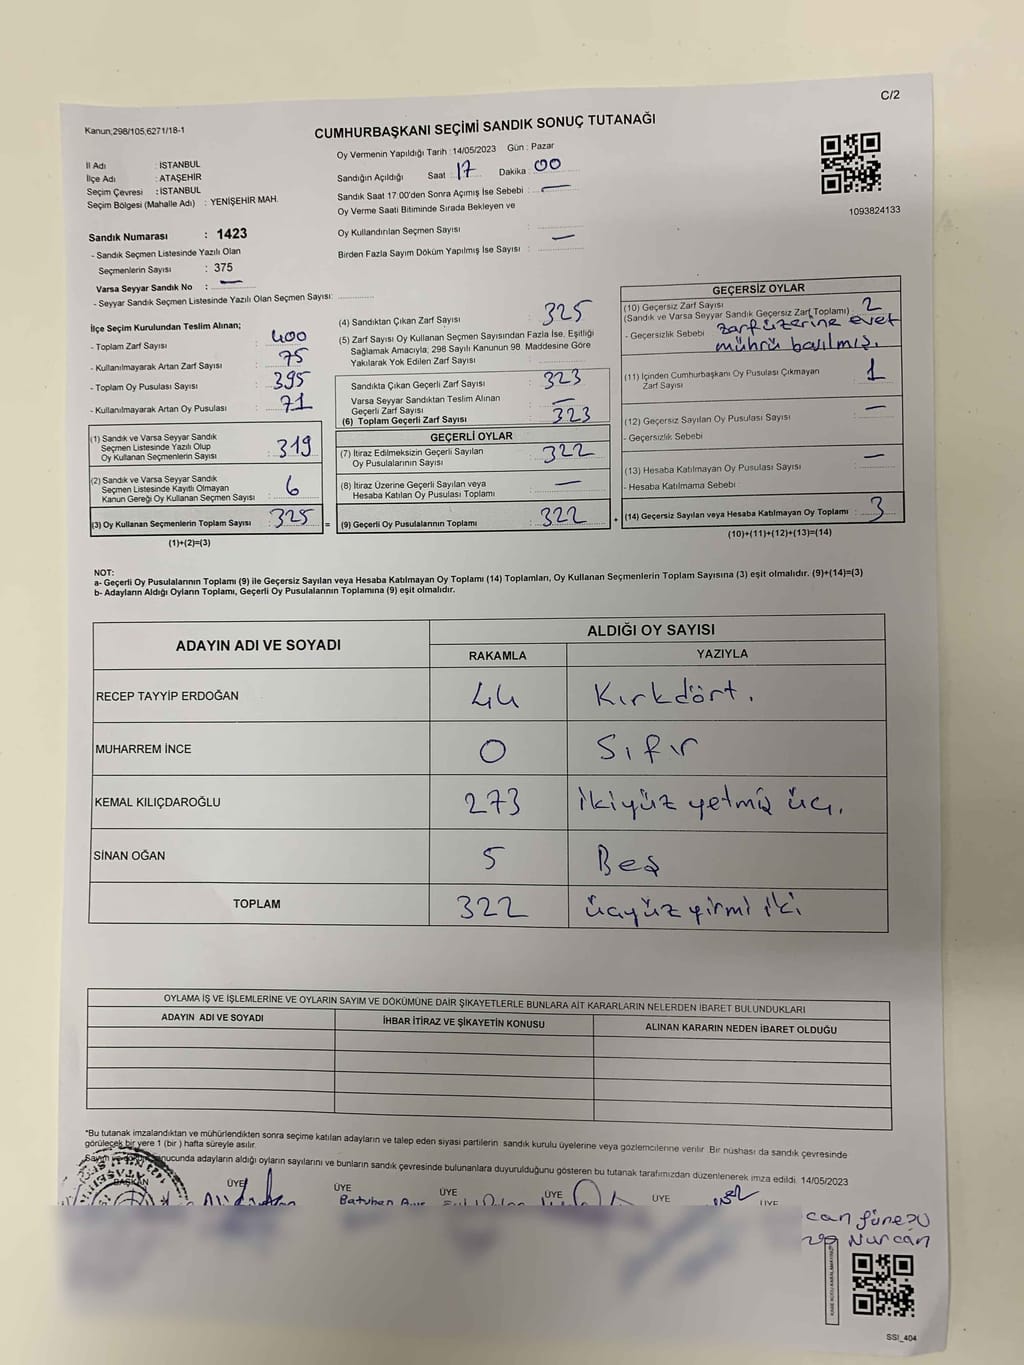 C/2
Kanun;298/105,6271/18-1
CUMHURBAŞKANI SEÇİMİ SANDIK SONUÇ TUTANAĞI
İl Adı : İSTANBUL
İlçe Adı : ATAŞEHİR
Seçim Çevresi : İSTANBUL
Seçim Bölgesi (Mahalle Adı) : YENİŞEHİR MAH.
Sandık Numarası : 1423
- Sandık Seçmen Listesinde Yazılı Olan
Seçmenlerin Sayısı : 375
Varsa Seyyar Sandık No : —
- Seyyar Sandık Seçmen Listesinde Yazılı Olan Seçmen Sayısı:
Oy Vermenin Yapıldığı Tarih : 14/05/2023 Gün : Pazar
Sandığın Açıldığı Saat : 17 Dakika : 00
Sandık Saat 17:00'den Sonra Açımış İse Sebebi : —
Oy Verme Saati Bitiminde Sırada Bekleyen ve
Oy Kullandırılan Seçmen Sayısı :
Birden Fazla Sayım Döküm Yapılmış İse Sayısı : —
1093824133
İlçe Seçim Kurulundan Teslim Alınan;
- Toplam Zarf Sayısı : 400
- Kullanılmayarak Artan Zarf Sayısı : 75
- Toplam Oy Pusulası Sayısı : 395
- Kullanılmayarak Artan Oy Pusulası : 71
(1) Sandık ve Varsa Seyyar Sandık
Seçmen Listesinde Yazılı Olup
Oy Kullanan Seçmenlerin Sayısı : 319
(2) Sandık ve Varsa Seyyar Sandık
Seçmen Listesinde Kayıtlı Olmayan
Kanun Gereği Oy Kullanan Seçmen Sayısı : 6
(3) Oy Kullanan Seçmenlerin Toplam Sayısı : 325 =
(1)+(2)=(3)
(4) Sandıktan Çıkan Zarf Sayısı : 325
(5) Zarf Sayısı Oy Kullanan Seçmen Sayısından Fazla İse, Eşitliği
Sağlamak Amacıyla; 298 Sayılı Kanunun 98. Maddesine Göre
Yakılarak Yok Edilen Zarf Sayısı :
Sandıkta Çıkan Geçerli Zarf Sayısı : 323
Varsa Seyyar Sandıktan Teslim Alınan
Geçerli Zarf Sayısı : —
(6) Toplam Geçerli Zarf Sayısı : 323
GEÇERLİ OYLAR
(7) İtiraz Edilmeksizin Geçerli Sayılan
Oy Pusulalarının Sayısı : 322
(8) İtiraz Üzerine Geçerli Sayılan veya
Hesaba Katılan Oy Pusulası Toplamı : —
(9) Geçerli Oy Pusulalarının Toplamı : 322 +
GEÇERSİZ OYLAR
(10) Geçersiz Zarf Sayısı
(Sandık ve Varsa Seyyar Sandık Geçersiz Zarf Toplamı) : 2
- Geçersizlik Sebebi : zarf üzerine evet
mührü basılmış.
(11) İçinden Cumhurbaşkanı Oy Pusulası Çıkmayan
Zarf Sayısı : 1
(12) Geçersiz Sayılan Oy Pusulası Sayısı : —
- Geçersizlik Sebebi
(13) Hesaba Katılmayan Oy Pusulası Sayısı : —
- Hesaba Katılmama Sebebi
(14) Geçersiz Sayılan veya Hesaba Katılmayan Oy Toplamı : 3
(10)+(11)+(12)+(13)=(14)
NOT:
a- Geçerli Oy Pusulalarının Toplamı (9) ile Geçersiz Sayılan veya Hesaba Katılmayan Oy Toplamı (14) Toplamları, Oy Kullanan Seçmenlerin Toplam Sayısına (3) eşit olmalıdır. (9)+(14)=(3)
b- Adayların Aldığı Oyların Toplamı, Geçerli Oy Pusulalarının Toplamına (9) eşit olmalıdır.
ADAYIN ADI VE SOYADI ALDIĞI OY SAYISI
RAKAMLA YAZIYLA
RECEP TAYYİP ERDOĞAN 44 Kırkdört.
MUHARREM İNCE 0 Sıfır
KEMAL KILIÇDAROĞLU 273 ikiyüz yetmiş üç.
SİNAN OĞAN 5 Beş
TOPLAM 322 üçyüz yirmi iki
OYLAMA İŞ VE İŞLEMLERİNE VE OYLARIN SAYIM VE DÖKÜMÜNE DAİR ŞİKAYETLERLE BUNLARA AİT KARARLARIN NELERDEN İBARET BULUNDUKLARI
ADAYIN ADI VE SOYADI İHBAR İTİRAZ VE ŞİKAYETİN KONUSU ALINAN KARARIN NEDEN İBARET OLDUĞU
*Bu tutanak imzalandıktan ve mühürlendikten sonra seçime katılan adayların ve talep eden siyasi partilerin sandık kurulu üyelerine veya gözlemcilerine verilir. Bir nüshası da sandık çevresinde
görülecek bir yere 1 (bir ) hafta süreyle asılır.
Sayım ve döküm sonucunda adayların aldığı oyların sayılarını ve bunların sandık çevresinde bulunanlara duyurulduğunu gösteren bu tutanak tarafımızdan düzenlenerek imza edildi. 14/05/2023
BAŞKAN ÜYE ÜYE ÜYE ÜYE ÜYE ÜYE
Batuhan
can
Nurcan
SSI_404